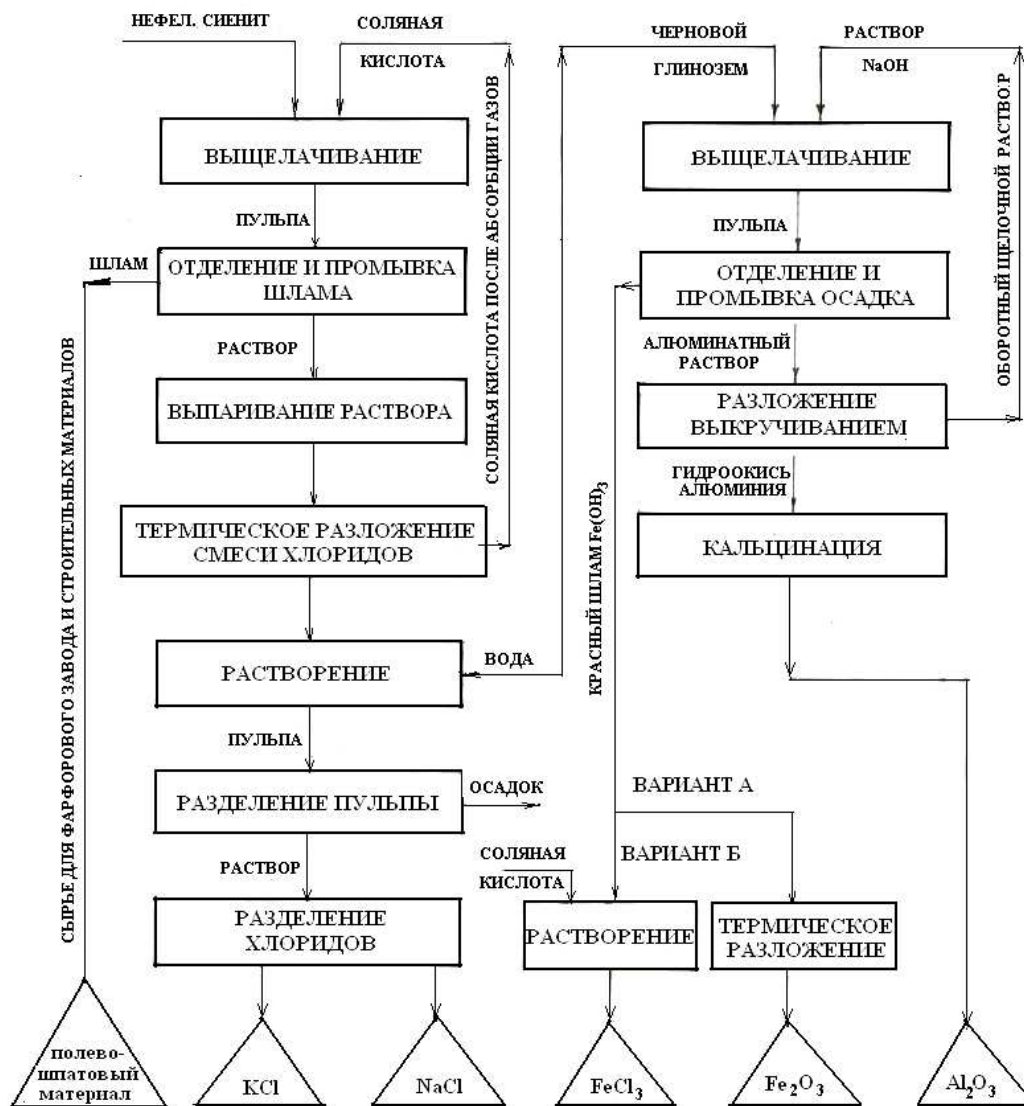 НЕФЕЛ. СИЕНИТ
СОЛЯНАЯ
КИСЛОТА
ВЫЩЕЛАЧИВАНИЕ
ПУЛЬПА
ШЛАМ
ОТДЕЛЕНИЕ И ПРОМЫВКА
ШЛАМА
РАСТВОР
ВЫПАРИВАНИЕ РАСТВОРА
ТЕРМИЧЕСКОЕ РАЗЛОЖЕНИЕ
СМЕСИ ХЛОРИДОВ
СОЛЯНАЯ КИСЛОТА ПОСЛЕ АБСОРБЦИИ ГАЗОВ
РАСТВОРЕНИЕ
ВОДА
ПУЛЬПА
РАЗДЕЛЕНИЕ ПУЛЬПЫ
ОСАДОК
РАСТВОР
РАЗДЕЛЕНИЕ
ХЛОРИДОВ
СЫРЬЕ ДЛЯ ФАРФОРОВОГО ЗАВОДА И СТРОИТЕЛЬНЫХ МАТЕРИАЛОВ
полево-
шпатовый
материал
KCl
NaCl
ЧЕРНОВОЙ
ГЛИНОЗЕМ
РАСТВОР
NaOH
ВЫЩЕЛАЧИВАНИЕ
ПУЛЬПА
ОТДЕЛЕНИЕ И
ПРОМЫВКА ОСАДКА
АЛЮМИНАТНЫЙ
РАСТВОР
РАЗЛОЖЕНИЕ
ВЫКРУЧИВАНИЕМ
ОБОРОТНЫЙ ЩЕЛОЧНОЙ РАСТВОР
ГИДРООКИСЬ
АЛЮМИНИЯ
КАЛЬЦИНАЦИЯ
КРАСНЫЙ ШЛАМ Fe(OH)3
ВАРИАНТ А
ВАРИАНТ Б
СОЛЯНАЯ
КИСЛОТА
РАСТВОРЕНИЕ
ТЕРМИЧЕСКОЕ
РАЗЛОЖЕНИЕ
FeCl3
Fe2O3
Al2O3